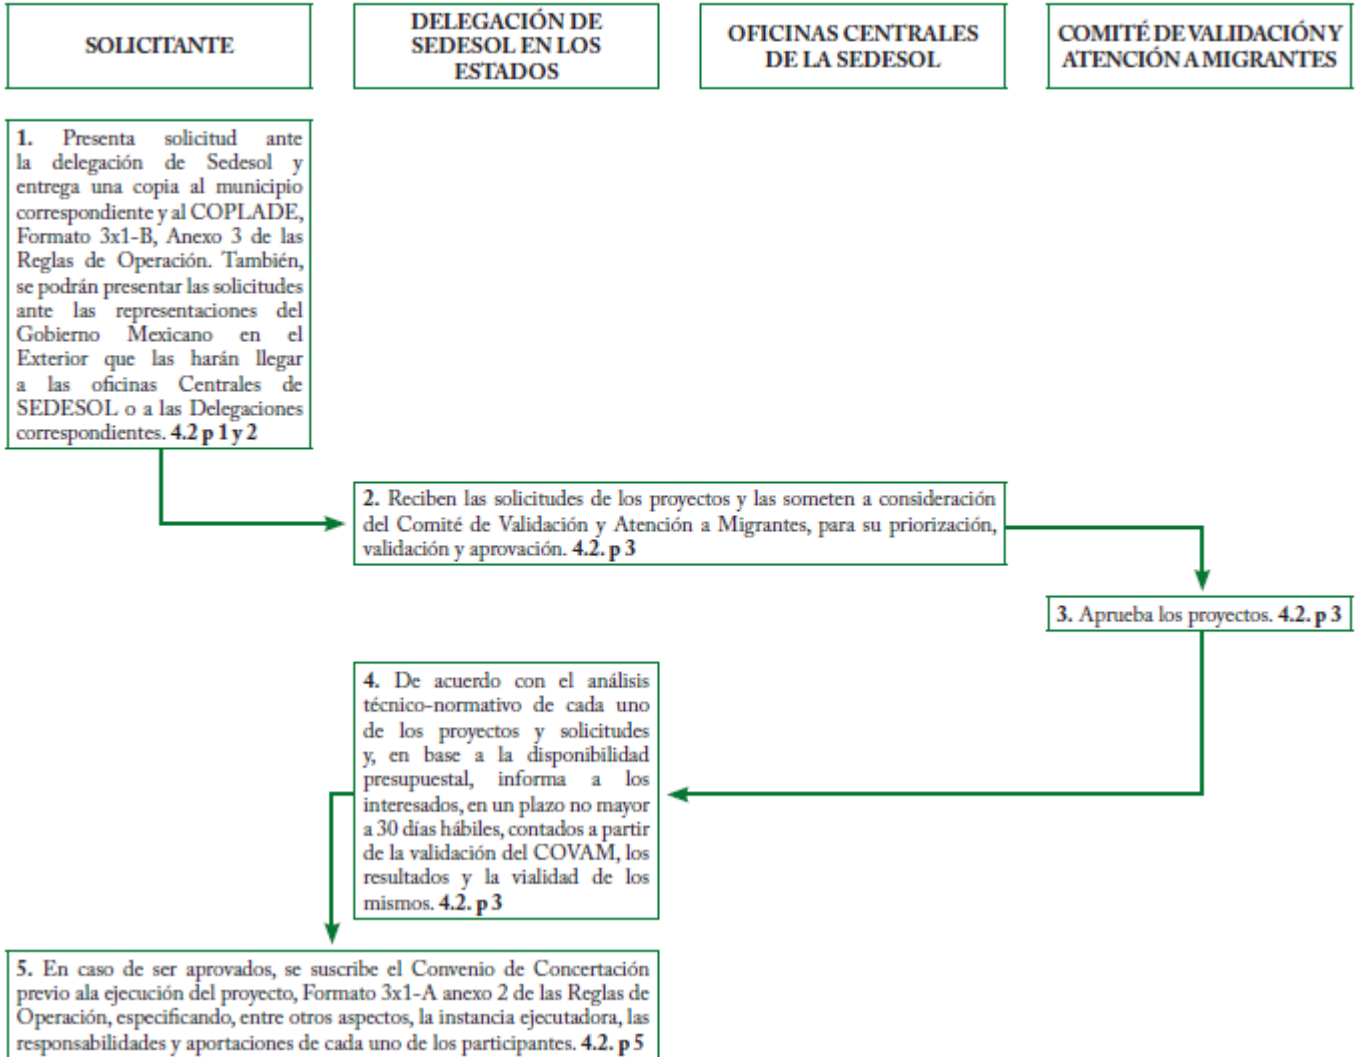 SOLICITANTE
DELEGACIÓN DE
SEDESOL EN LOS
ESTADOS
OFICINAS CENTRALES
DE LA SEDESOL
COMITÉ DE VALIDACIÓN Y
ATENCIÓN A MIGRANTES
1. Presenta solicitud ante
la delegación de Sedesol y
entrega una copia al municipio
correspondiente y al COPLADE,
Formato 3x1-B, Anexo 3 de las
Reglas de Operación. También,
se podrán presentar las solicitudes
ante las representaciones del
Gobierno Mexicano en el
Exterior que las harán llegar
a las oficinas Centrales de
SEDESOL o a las Delegaciones
correspondientes. 4.2 p 1 y 2
2. Reciben las solicitudes de los proyectos y las someten a consideración
del Comité de Validación y Atención a Migrantes, para su priorización,
validación y aprovación. 4.2. p 3
3. Aprueba los proyectos. 4.2. p 3
4. De acuerdo con el análisis
técnico-normativo de cada uno
de los proyectos y solicitudes
y, en base a la disponibilidad
presupuestal, informa a los
interesados, en un plazo no mayor
a 30 días hábiles, contados a partir
de la validación del COVAM, los
resultados y la vialidad de los
mismos. 4.2. p 3
5. En caso de ser aprovados, se suscribe el Convenio de Concertación
previo ala ejecución del proyecto, Formato 3x1-A anexo 2 de las Reglas de
Operación, especificando, entre otros aspectos, la instancia ejecutadora, las
responsabilidades y aportaciones de cada uno de los participantes. 4.2. p 5